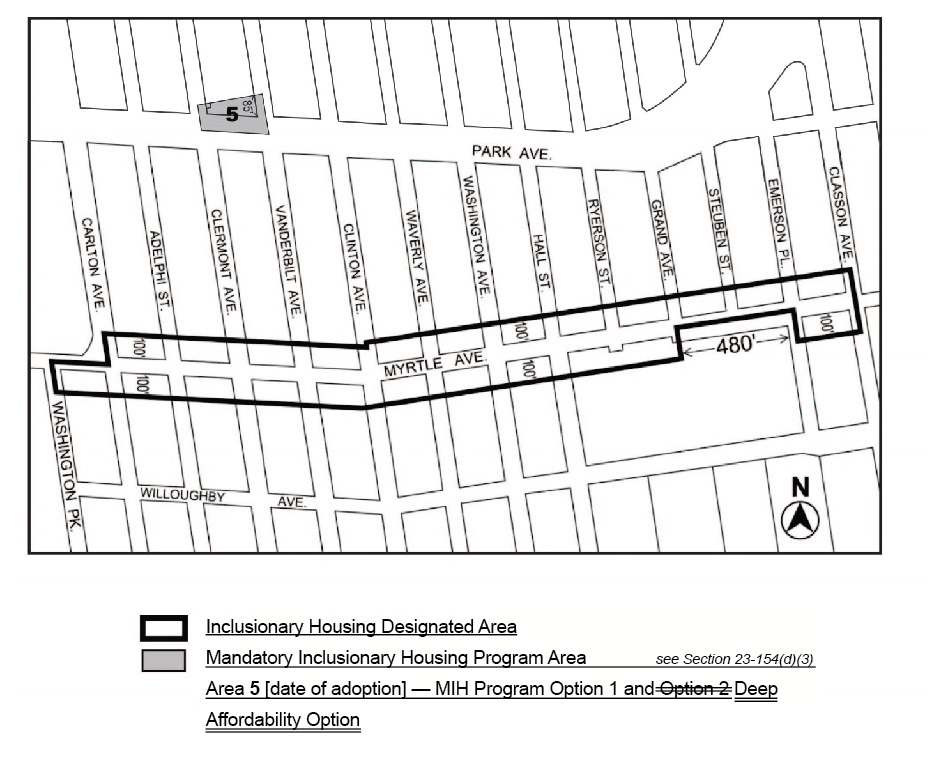 5
85'
PARK AVE.
CARLTON AVE.
ADELPHI ST.
CLERMONT AVE.
VANDERBILT AVE.
CLINTON AVE.
WAVERLY AVE.
WASHINGTON AVE.
HALL ST.
RYERSON ST.
GRAND AVE.
STEUBEN ST.
EMERSON PL.
CLASSON AVE.
100'
100'
100'
100'
100'
MYRTLE AVE.
480'
WASHINGTON PK.
WILLOUGHBY AVE.
N
Inclusionary Housing Designated Area
Mandatory Inclusionary Housing Program Area see Section 23-154(d)(3)
Area 5 [date of adoption] — MIH Program Option 1 and Option 2 Deep
Affordability Option